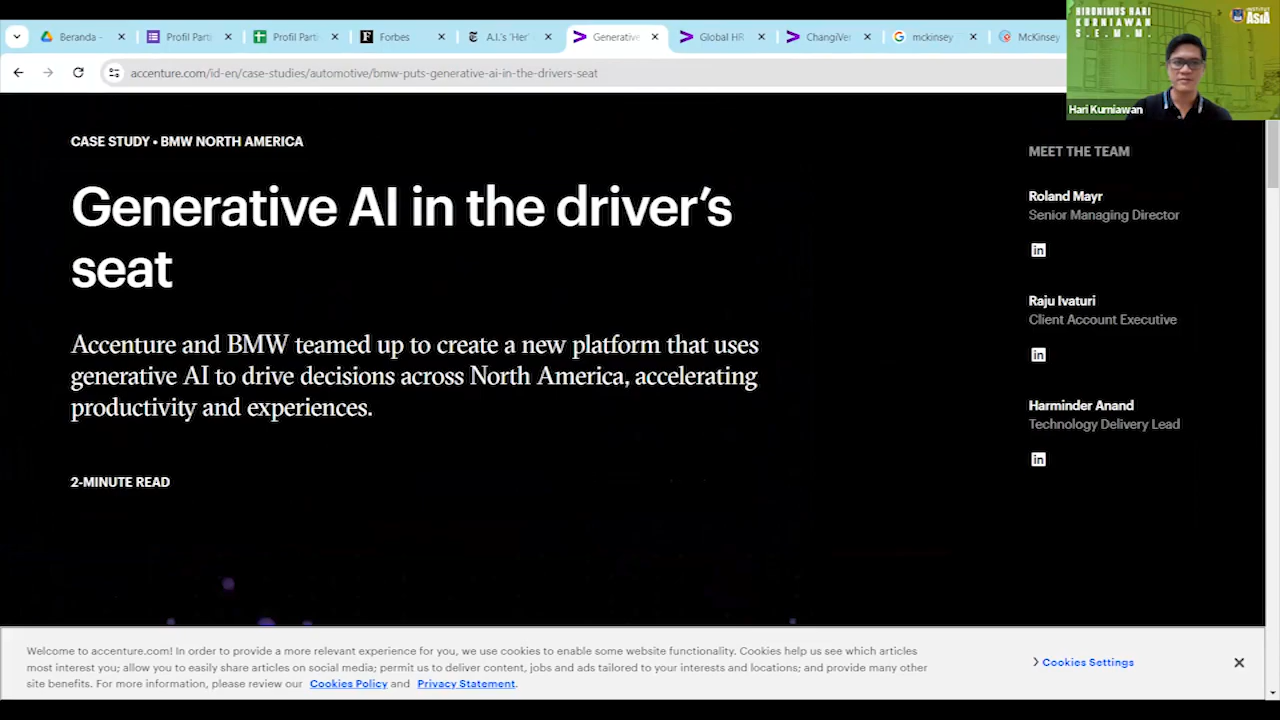 Beranda -
Profil Parti
Profil Parti
Forbes
A.I.'s 'Her'
Generative
Global HR
ChangiVer
mckinsey
McKinsey
accenture.com/id-en/case-studies/automotive/bmw-puts-generative-ai-in-the-drivers-seat
HIRONIMUS HARI
KURNIAWAN
S.E.M.M.
INSTITUT
ASIA
Hari Kurniawan
CASE STUDY • BMW NORTH AMERICA
Generative AI in the driver's
seat
Accenture and BMW teamed up to create a new platform that uses
generative AI to drive decisions across North America, accelerating
productivity and experiences.
2-MINUTE READ
MEET THE TEAM
Roland Mayr
Senior Managing Director
Raju Ivaturi
Client Account Executive
Harminder Anand
Technology Delivery Lead
Welcome to accenture.com! In order to provide a more relevant experience for you, we use cookies to enable some website functionality. Cookies help us see which articles
most interest you; allow you to easily share articles on social media; permit us to deliver content, jobs and ads tailored to your interests and locations; and provide many other
site benefits. For more information, please review our Cookies Policy and Privacy Statement.
Cookies Settings